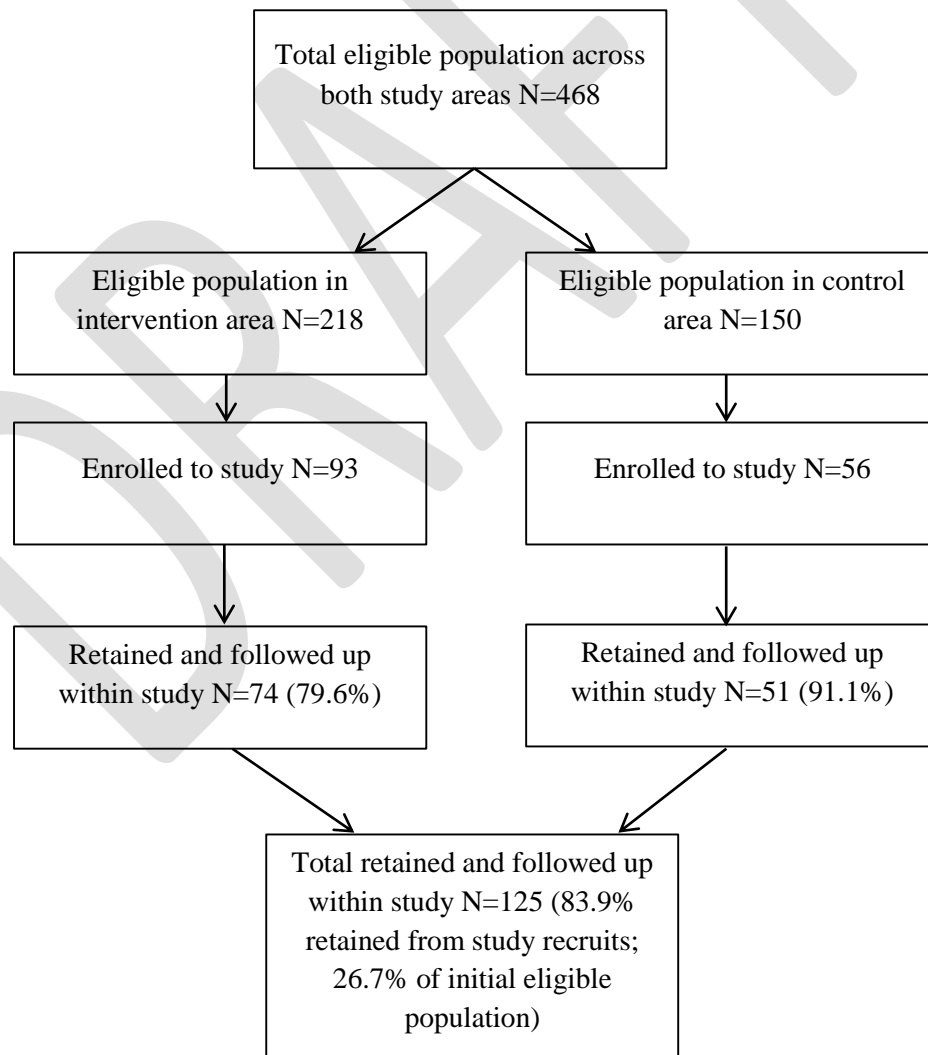 Total eligible population across
both study areas N=468
Eligible population in
intervention area N=218
Eligible population in control
area N=150
Enrolled to study N=93
Enrolled to study N=56
Retained and followed up
within study N=74 (79.6%)
Retained and followed up
within study N=51 (91.1%)
Total retained and followed up
within study N=125 (83.9%
retained from study recruits;
26.7% of initial eligible
population)
DRAFT